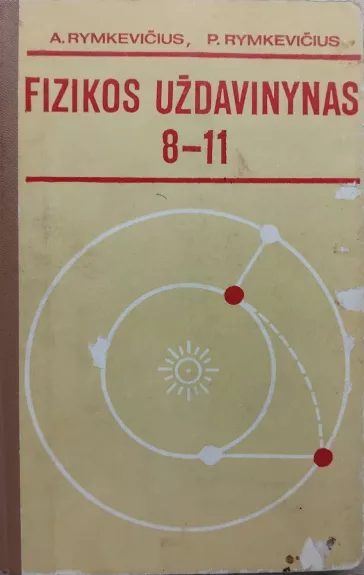 A. RYMKEVIČIUS, P. RYMKEVIČIUS
FIZIKOS UŽDAVINYNAS
8-11